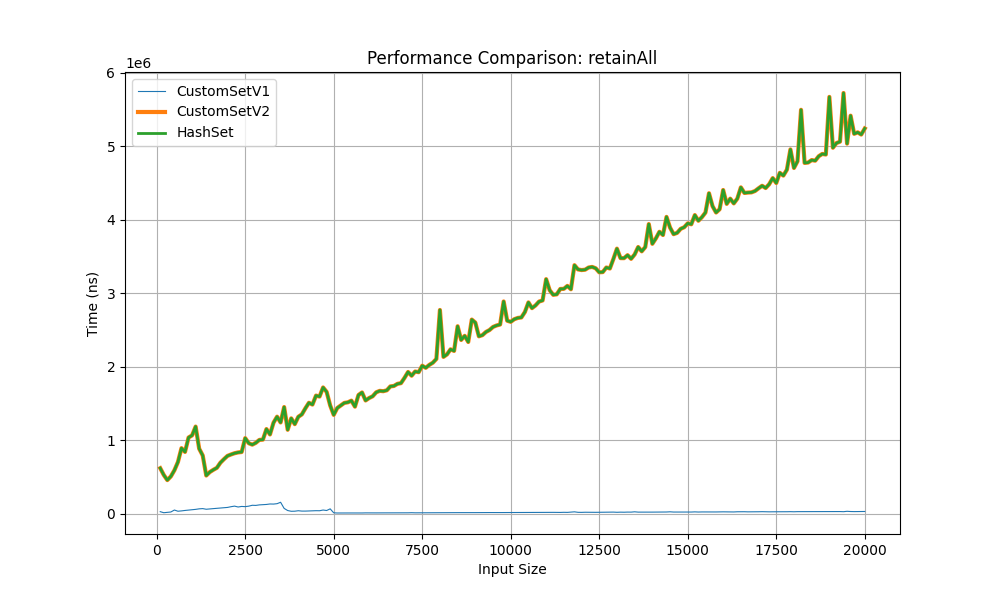 Performance Comparison: retainAll
1e6
CustomSetV1
CustomSetV2
HashSet
6
5
4
3
2
1
0
Time (ns)
0 2500 5000 7500 10000 12500 15000 17500 20000
Input Size